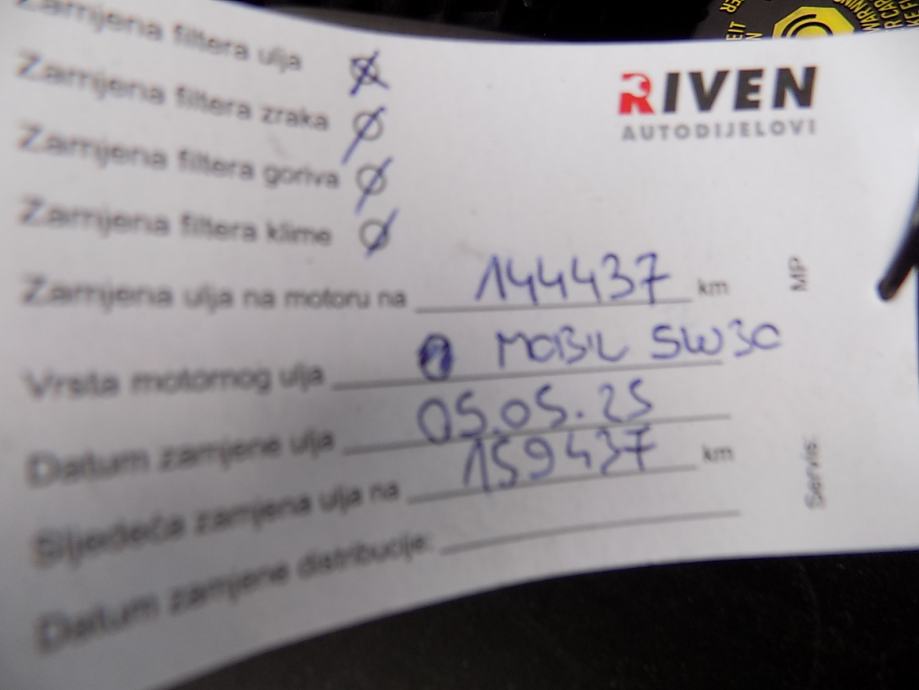 Zamjena filtera ulja
Zamjena filtera zraka
Zamjena filtera goriva
Zamjena filtera klime
RIVEN
AUTODIJELOVI
Zamjena ulja na motoru na 144437 km
Vrsta motornog ulja MOBIL 5W30
Datum zamjene ulja 05.05.25
Sljedeća zamjena ulja na 159437 km
Datum zamjene distribucije:
MP
Servis:
WARNING